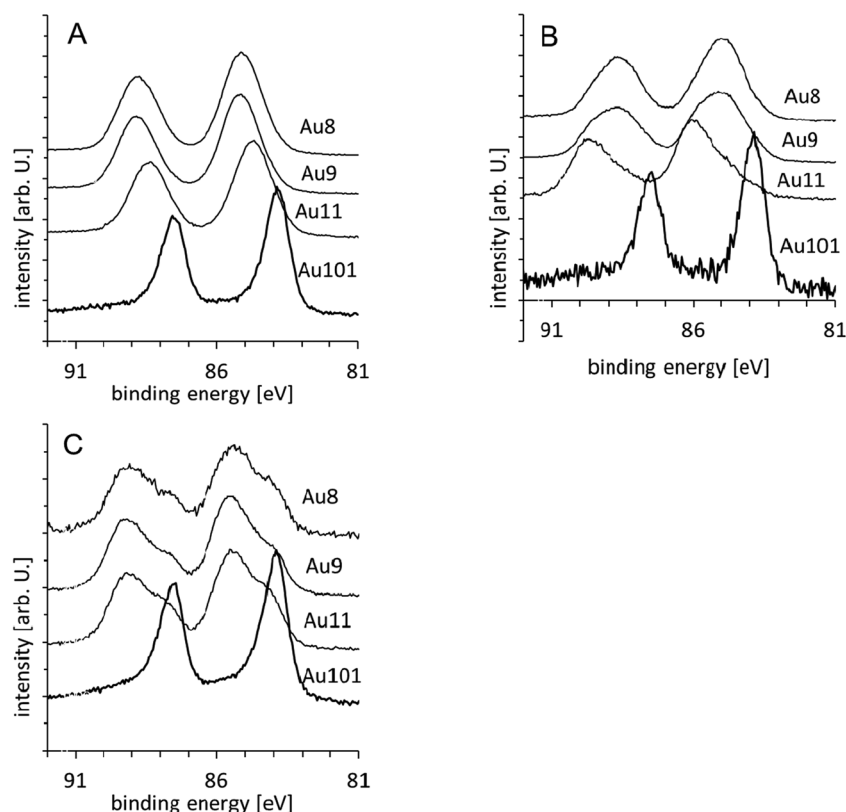 A
Au8
Au9
Au11
Au101
intensity [arb. U.]
91
86
81
binding energy [eV]
B
Au8
Au9
Au11
Au101
intensity [arb. U.]
91
86
81
binding energy [eV]
C
Au8
Au9
Au11
Au101
intensity [arb. U.]
91
86
81
binding energy [eV]